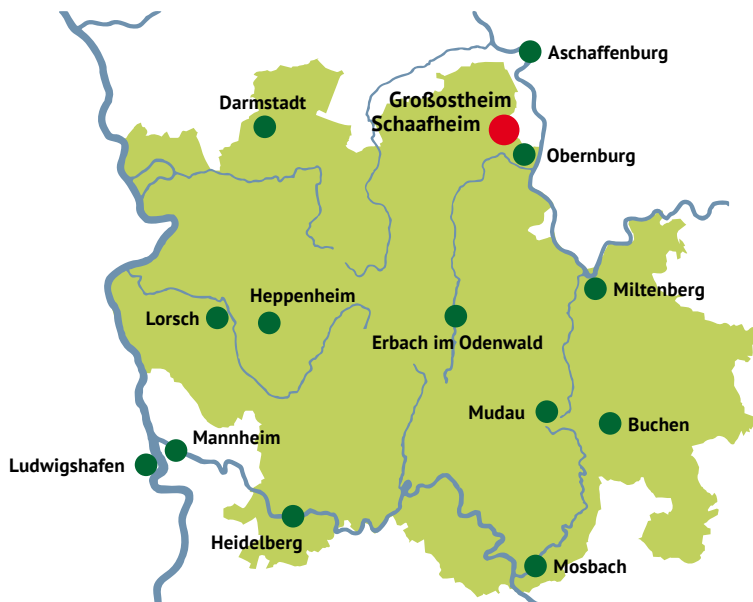 Aschaffenburg
Darmstadt
Großostheim
Schaafheim
Obernburg
Miltenberg
Heppenheim
Lorsch
Erbach im Odenwald
Mudau
Buchen
Mannheim
Ludwigshafen
Heidelberg
Mosbach